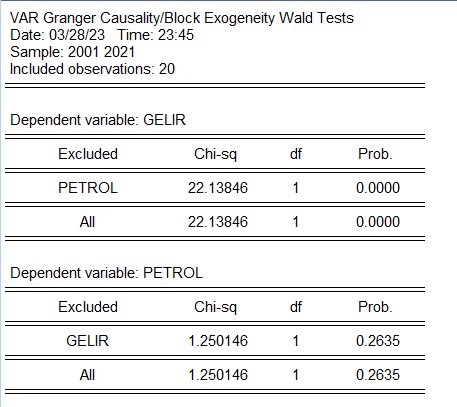 VAR Granger Causality/Block Exogeneity Wald Tests
Date: 03/28/23 Time: 23:45
Sample: 2001 2021
Included observations: 20
Dependent variable: GELIR
Excluded Chi-sq df Prob.
PETROL 22.13846 1 0.0000
All 22.13846 1 0.0000
Dependent variable: PETROL
Excluded Chi-sq df Prob.
GELIR 1.250146 1 0.2635
All 1.250146 1 0.2635